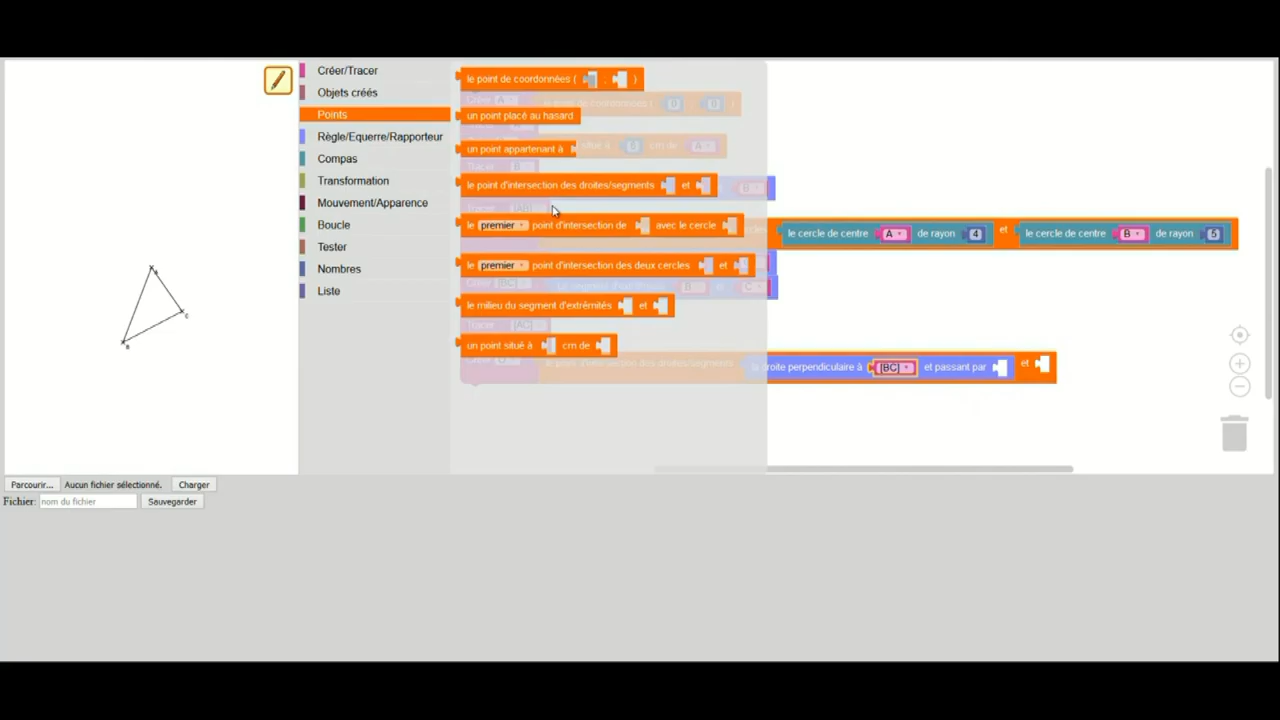 Créer/Tracer
Objets créés
Points
Règle/Equerre/Rapporteur
Compas
Transformation
Mouvement/Apparence
Boucle
Tester
Nombres
Liste
le point de coordonnées ( , )
un point placé au hasard
un point appartenant à
le point d'intersection des droites/segments et
le premier point d'intersection de avec le cercle
le premier point d'intersection des deux cercles et
le milieu du segment d'extrémités et
un point situé à cm de
le cercle de centre A de rayon 4 et le cercle de centre B de rayon 5
droite perpendiculaire à [BC] et passant par et
A
B
C
Parcourir... Aucun fichier sélectionné. Charger
Fichier: nom du fichier Sauvegarder